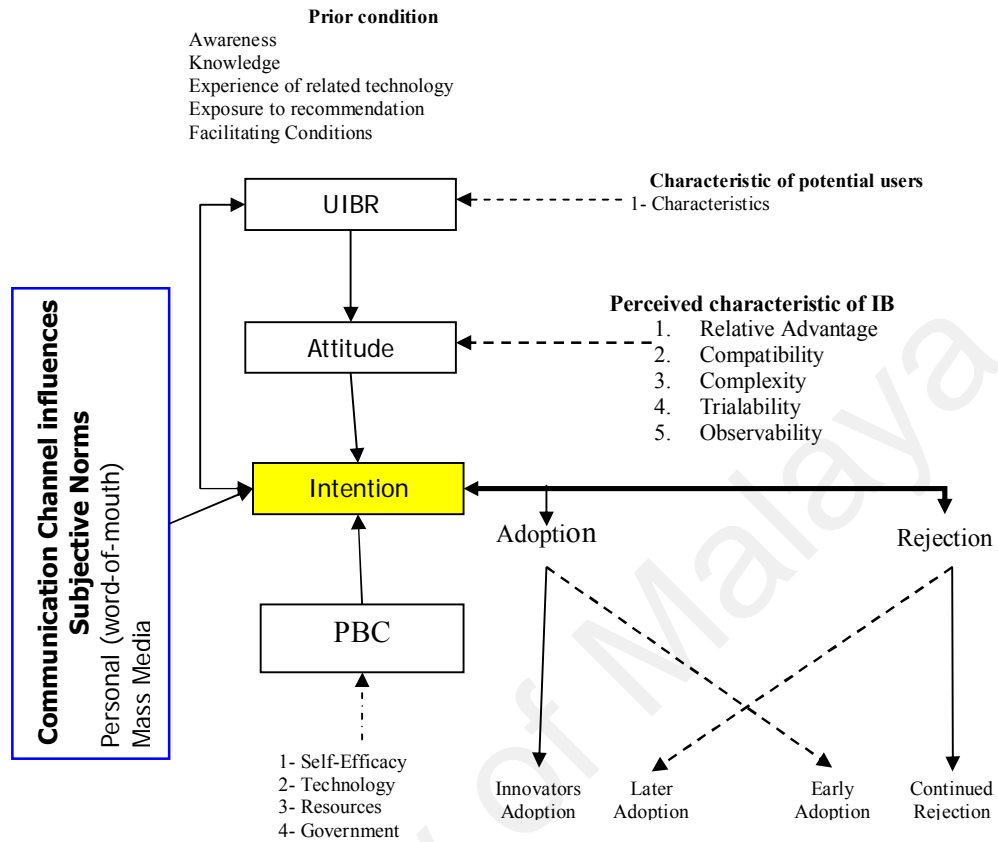 Prior condition
Awareness
Knowledge
Experience of related technology
Exposure to recommendation
Facilitating Conditions
UIBR
Characteristic of potential users
1- Characteristics
Communication Channel influences
Subjective Norms
Personal (word-of-mouth)
Mass Media
Attitude
Perceived characteristic of IB
1. Relative Advantage
2. Compatibility
3. Complexity
4. Trialability
5. Observability
Intention
Adoption
Rejection
PBC
1- Self-Efficacy
2- Technology
3- Resources
4- Government
Innovators
Adoption
Later
Adoption
Early
Adoption
Continued
Rejection
of Malaya